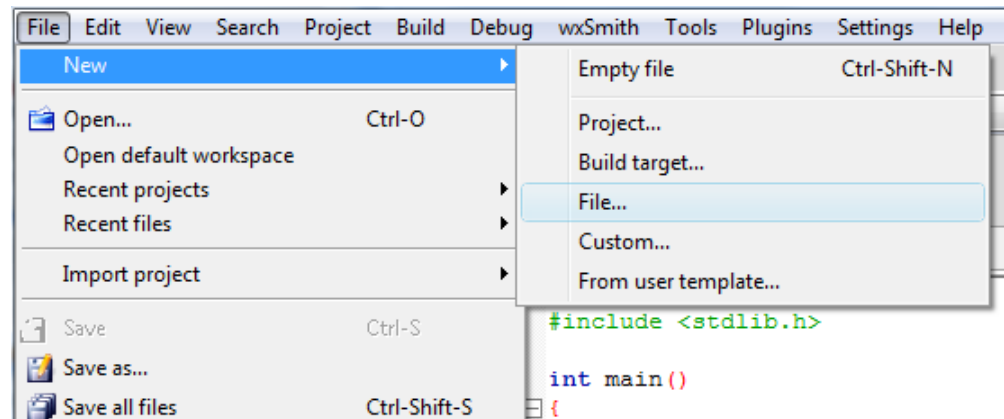 File Edit View Search Project Build Debug wxSmith Tools Plugins Settings Help
New
Open... Ctrl-O
Open default workspace
Recent projects
Recent files
Import project
Save Ctrl-S
Save as...
Save all files Ctrl-Shift-S
Empty file Ctrl-Shift-N
Project...
Build target...
File...
Custom...
From user template...
#include <stdlib.h>
int main()
{